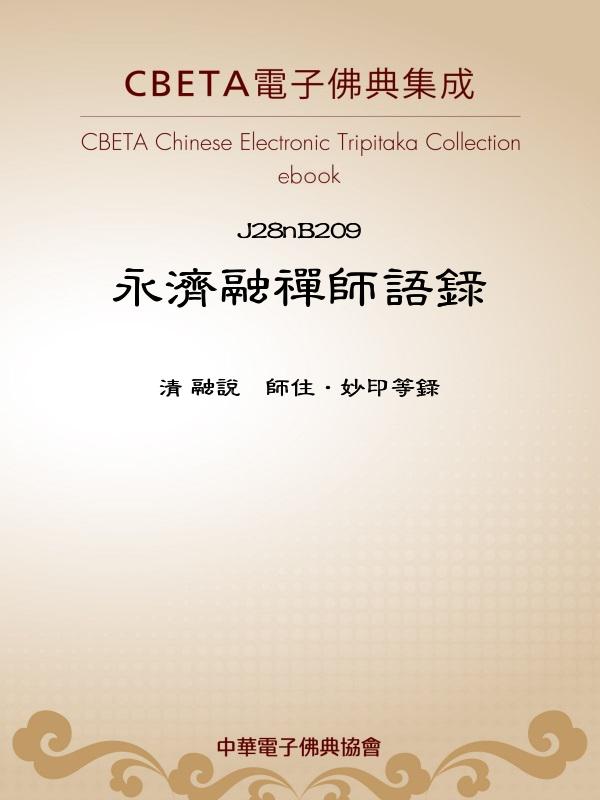 CBETA電子佛典集成
CBETA Chinese Electronic Tripitaka Collection
ebook
J28nB209
永濟融禪師語錄
清 融說　師住．妙印等錄
中華電子佛典協會